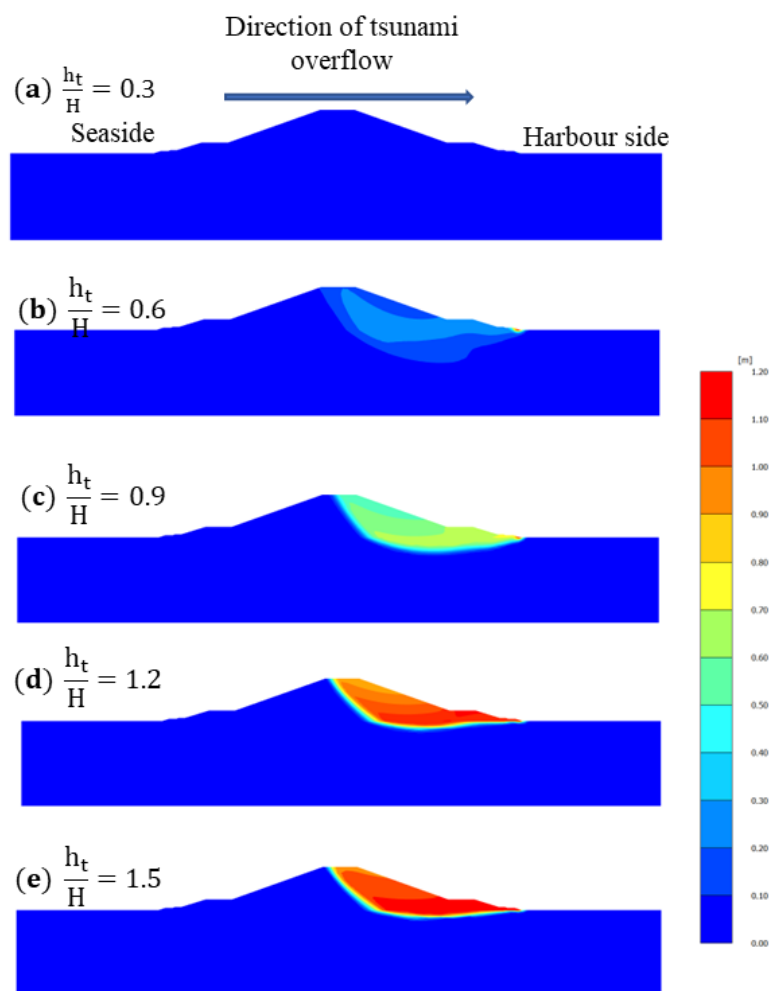 Direction of tsunami
overflow
(a) hₜ/H = 0.3
Seaside
Harbour side
(b) hₜ/H = 0.6
(c) hₜ/H = 0.9
(d) hₜ/H = 1.2
(e) hₜ/H = 1.5
[m]
1.20
1.10
1.00
0.90
0.80
0.70
0.60
0.50
0.40
0.30
0.20
0.10
0.00